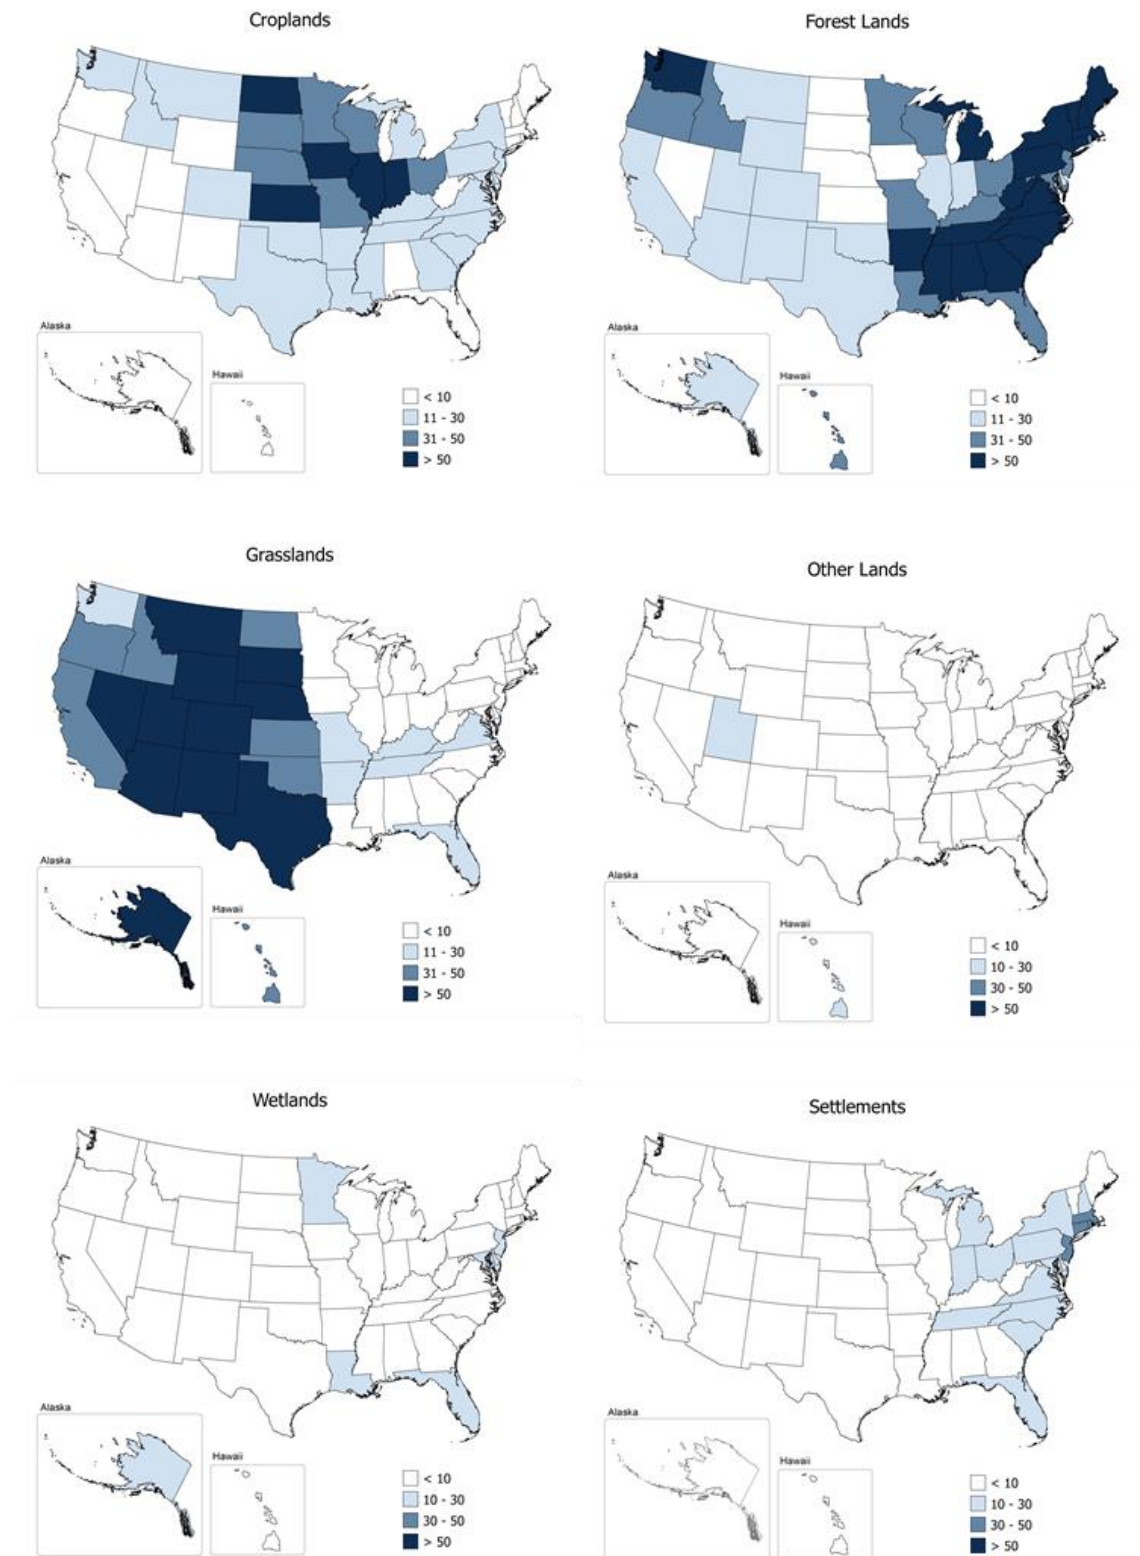 Croplands
Alaska
Hawaii
< 10
11 - 30
31 - 50
> 50
Forest Lands
Alaska
Hawaii
< 10
11 - 30
31 - 50
> 50
Grasslands
Alaska
Hawaii
< 10
11 - 30
31 - 50
> 50
Other Lands
Alaska
Hawaii
< 10
10 - 30
30 - 50
> 50
Wetlands
Alaska
Hawaii
< 10
10 - 30
30 - 50
> 50
Settlements
Alaska
Hawaii
< 10
10 - 30
30 - 50
> 50